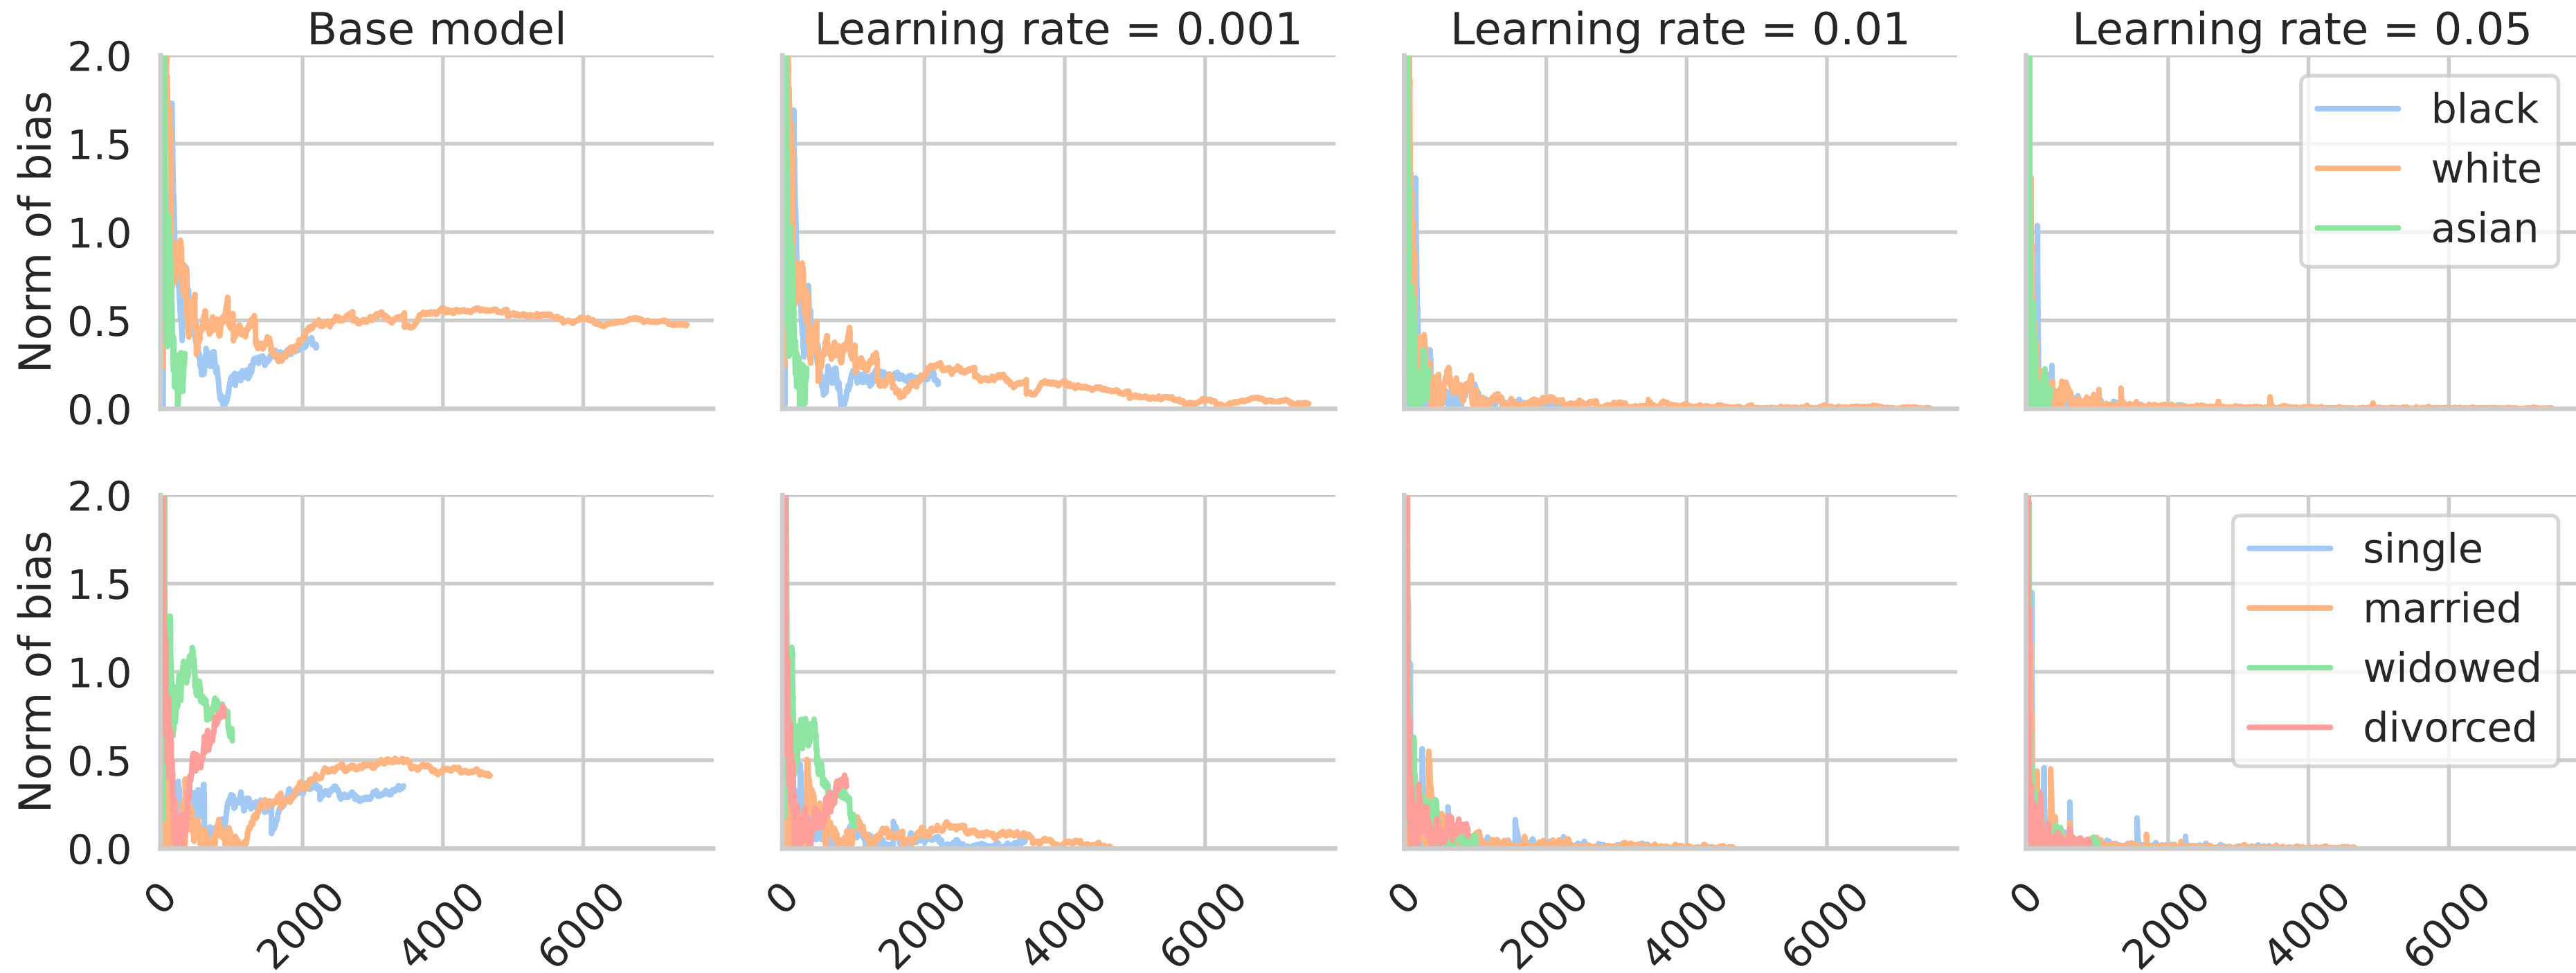 Base model
Learning rate = 0.001
Learning rate = 0.01
Learning rate = 0.05
Norm of bias
2.0
1.5
1.0
0.5
0.0
black
white
asian
Norm of bias
2.0
1.5
1.0
0.5
0.0
single
married
widowed
divorced
0 2000 4000 6000
0 2000 4000 6000
0 2000 4000 6000
0 2000 4000 6000